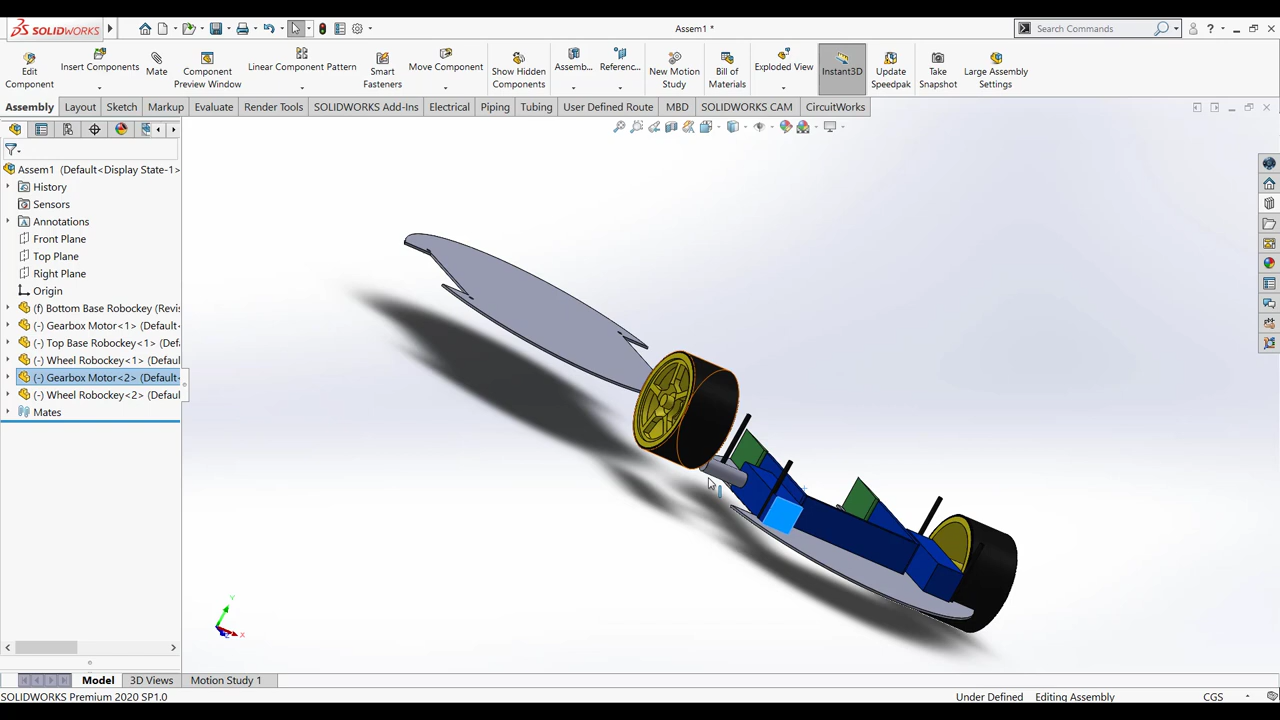 SOLIDWORKS
Assem1 *
Search Commands
Edit Component
Insert Components
Mate
Component Preview Window
Linear Component Pattern
Smart Fasteners
Move Component
Show Hidden Components
Assemb...
Referenc...
New Motion Study
Bill of Materials
Exploded View
Instant3D
Update Speedpak
Take Snapshot
Large Assembly Settings
Assembly
Layout
Sketch
Markup
Evaluate
Render Tools
SOLIDWORKS Add-Ins
Electrical
Piping
Tubing
User Defined Route
MBD
SOLIDWORKS CAM
CircuitWorks
Assem1 (Default<Display State-1>
History
Sensors
Annotations
Front Plane
Top Plane
Right Plane
Origin
(f) Bottom Base Robockey (Revis
(-) Gearbox Motor<1> (Default
(-) Top Base Robockey<1> (Def
(-) Wheel Robockey<1> (Defaul
(-) Gearbox Motor<2> (Default
(-) Wheel Robockey<2> (Defaul
Mates
Y
X
Z
Model
3D Views
Motion Study 1
SOLIDWORKS Premium 2020 SP1.0
Under Defined
Editing Assembly
CGS